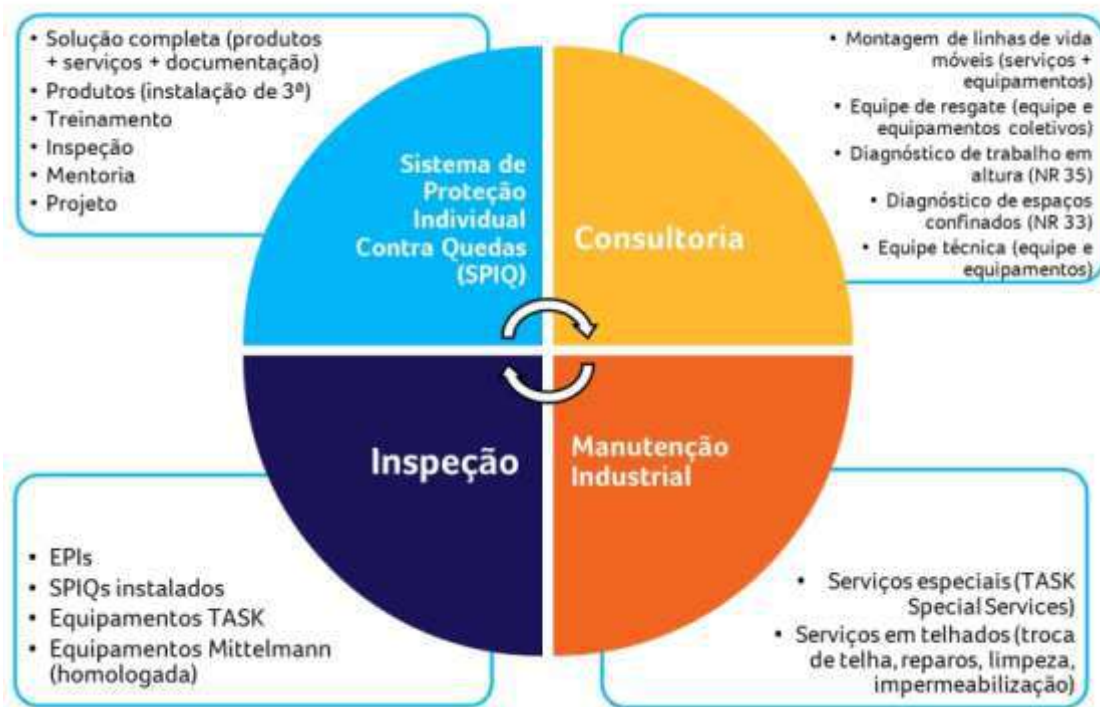 • Solução completa (produtos
+ serviços + documentação)
• Produtos (instalação de 3ª)
• Treinamento
• Inspeção
• Mentoria
• Projeto
Sistema de
Proteção
Individual
Contra Quedas
(SPIQ)
Consultoria
• Montagem de linhas de vida
móveis (serviços +
equipamentos)
• Equipe de resgate (equipe e
equipamentos coletivos)
• Diagnóstico de trabalho em
altura (NR 35)
• Diagnóstico de espaços
confinados (NR 33)
• Equipe técnica (equipe e
equipamentos)
Inspeção
• EPIs
• SPIQs instalados
• Equipamentos TASK
• Equipamentos Mittelmann
(homologada)
Manutenção
Industrial
• Serviços especiais (TASK
Special Services)
• Serviços em telhados (troca
de telha, reparos, limpeza,
impermeabilização)